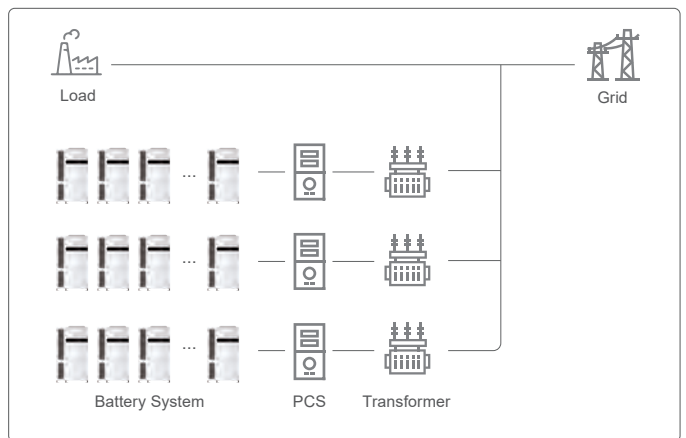 Load
Grid
...
...
...
Battery System
PCS
Transformer